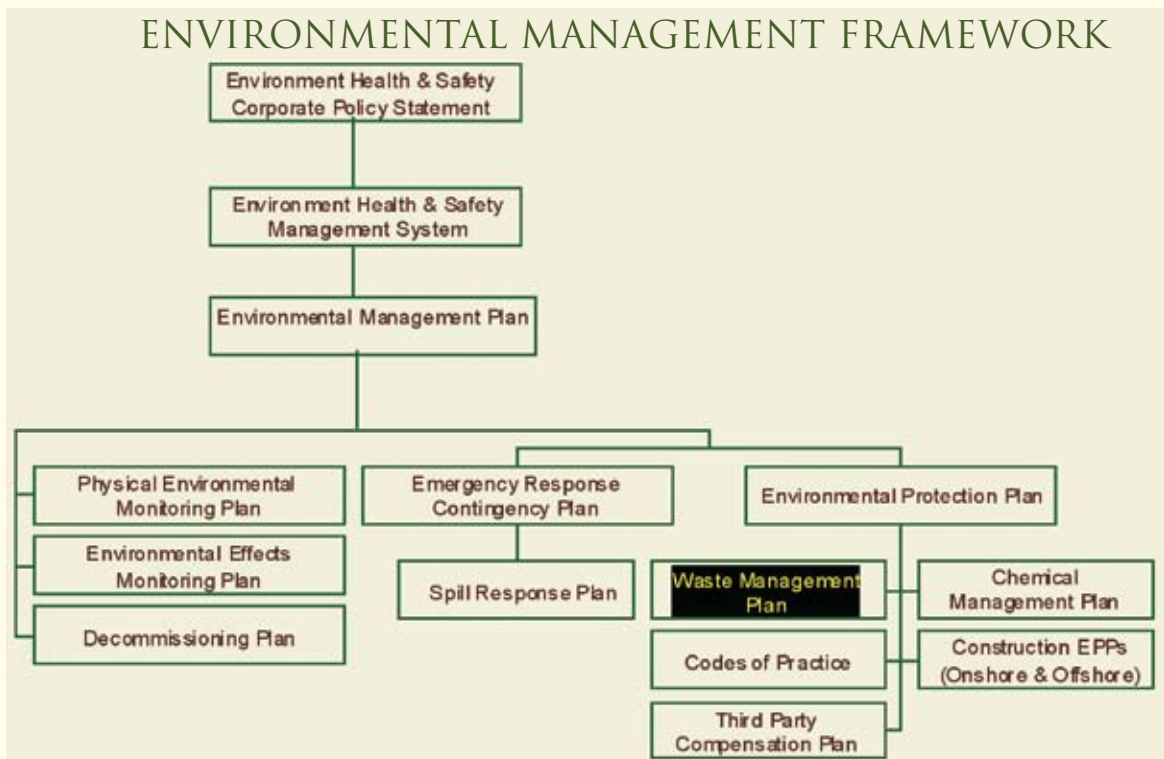 ENVIRONMENTAL MANAGEMENT FRAMEWORK
Environment Health & Safety
Corporate Policy Statement
Environment Health & Safety
Management System
Environmental Management Plan
Physical Environmental
Monitoring Plan
Environmental Effects
Monitoring Plan
Decommissioning Plan
Emergency Response
Contingency Plan
Spill Response Plan
Environmental Protection Plan
Waste Management
Plan
Chemical
Management Plan
Codes of Practice
Construction EPPs
(Onshore & Offshore)
Third Party
Compensation Plan